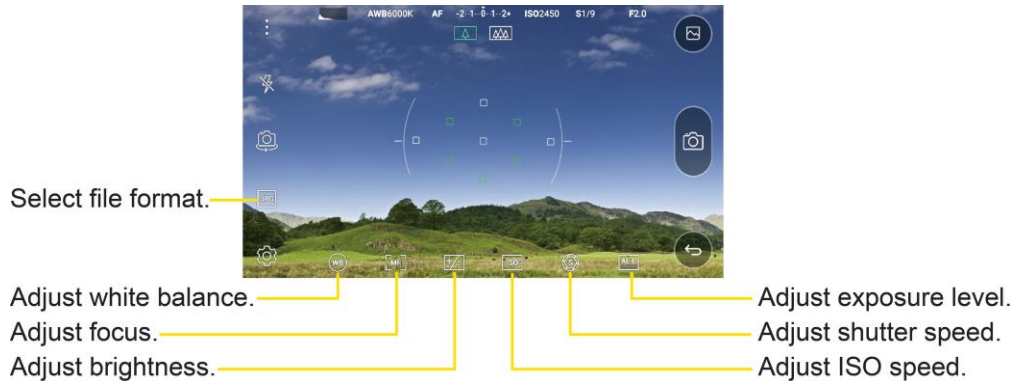 AWB6000K AF -2 1 0 1 2+ ISO2450 S1/9 F2.0
Select file format.
JPG
WB MF +/- ISO S AE-L
Adjust white balance.
Adjust exposure level.
Adjust focus.
Adjust shutter speed.
Adjust brightness.
Adjust ISO speed.